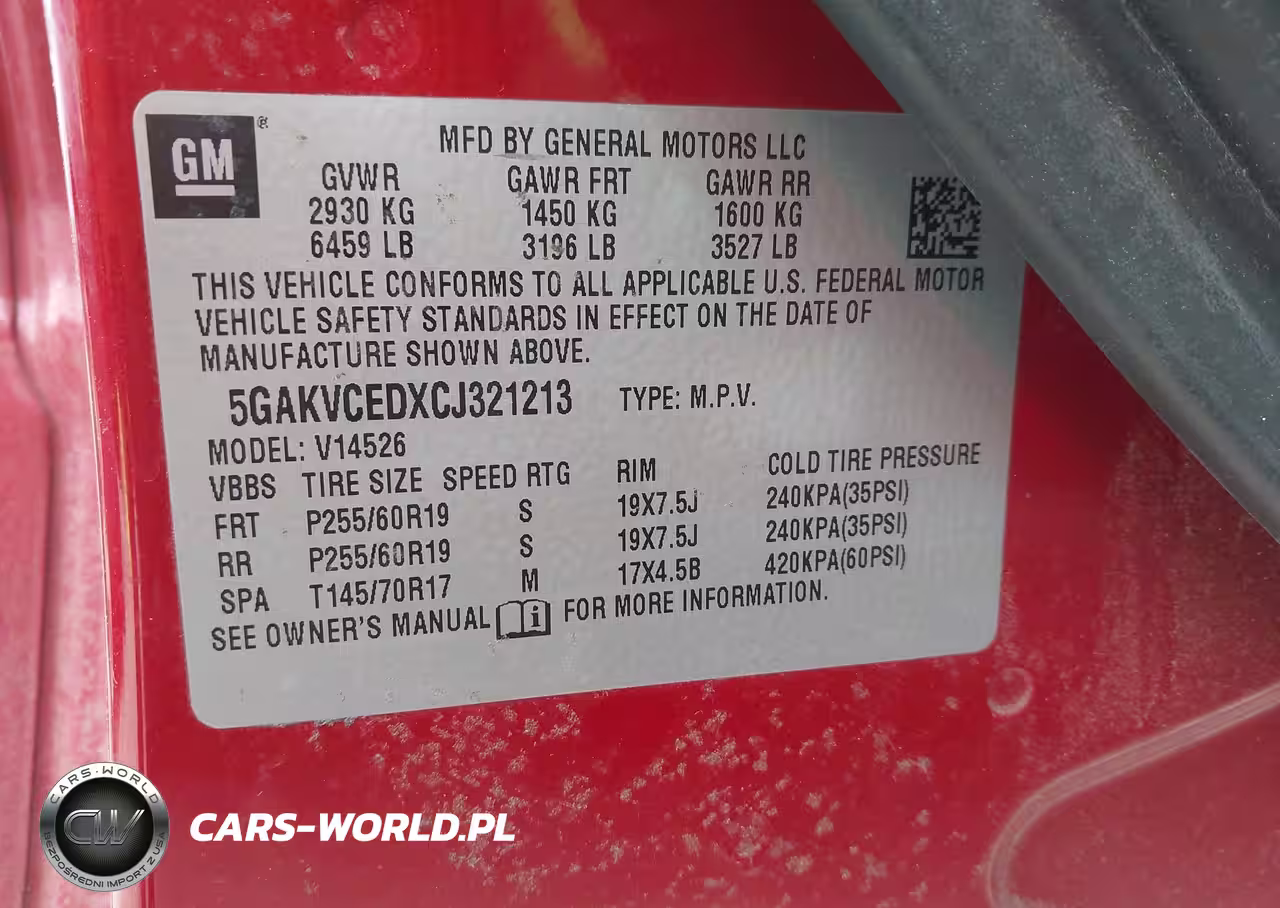 GM ®
MFD BY GENERAL MOTORS LLC
GVWR GAWR FRT GAWR RR
2930 KG 1450 KG 1600 KG
6459 LB 3196 LB 3527 LB
THIS VEHICLE CONFORMS TO ALL APPLICABLE U.S. FEDERAL MOTOR
VEHICLE SAFETY STANDARDS IN EFFECT ON THE DATE OF
MANUFACTURE SHOWN ABOVE.
5GAKVCEDXCJ321213 TYPE: M.P.V.
MODEL: V14526
VBBS TIRE SIZE SPEED RTG RIM COLD TIRE PRESSURE
FRT P255/60R19 S 19X7.5J 240KPA(35PSI)
RR P255/60R19 S 19X7.5J 240KPA(35PSI)
SPA T145/70R17 M 17X4.5B 420KPA(60PSI)
SEE OWNER'S MANUAL i FOR MORE INFORMATION.
CARS-WORLD
CW
BEZPOŚREDNI IMPORT Z USA
CARS-WORLD.PL